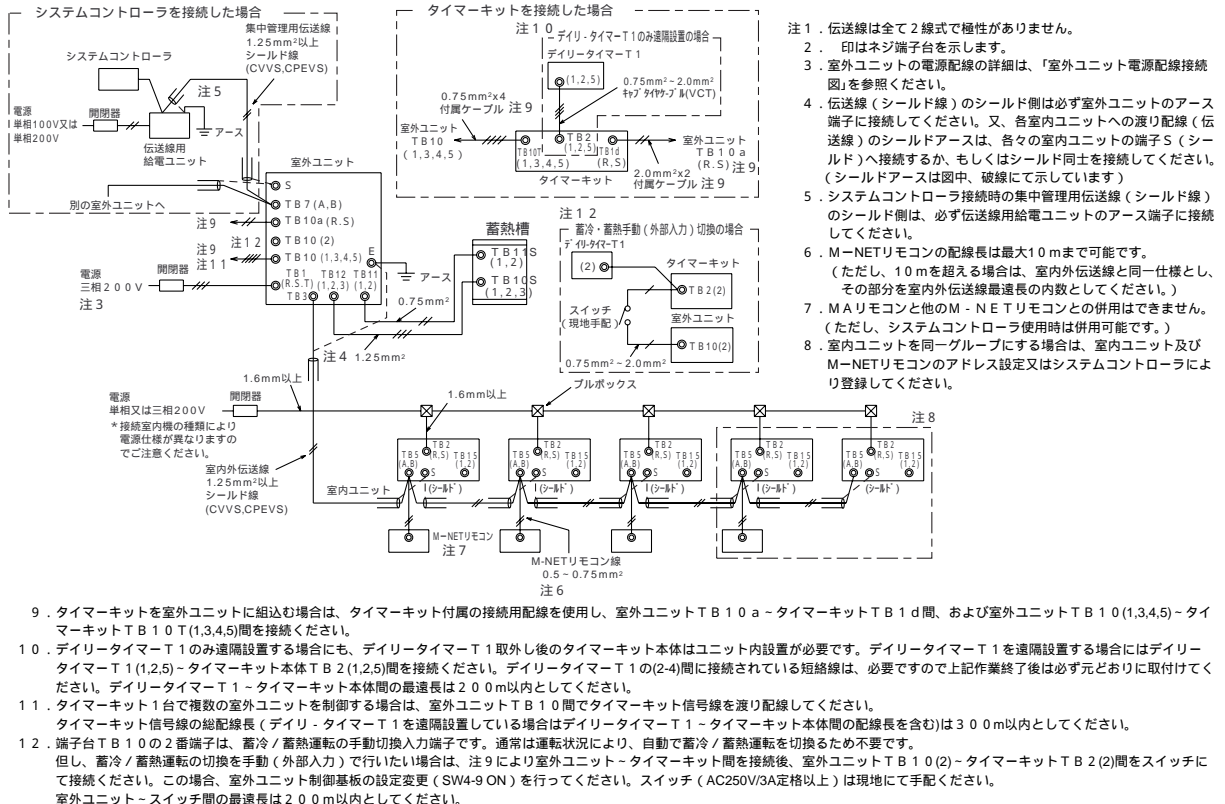 システムコントローラを接続した場合
集中管理用伝送線
1.25mm²以上
シールド線
(CVVS,CPEVS)
システムコントローラ
注5
電源
単相100V又は
単相200V
開閉器
アース
伝送線用
給電ユニット
別の室外ユニットへ
室外ユニット
S
TB7(A,B)
TB10a(R.S)
TB10(2)
TB10(1,3,4,5)
E
TB1
(R.S.T)
TB12
(1,2,3)
TB11
(1,2)
TB3
注9
注12
注9
注11
電源
三相200V
開閉器
注3
アース
0.75mm²
注4
1.25mm²
蓄熱槽
TB11S
(1,2)
TB10S
(1,2,3)
タイマーキットを接続した場合
注10
デイリ-タイマーT1のみ遠隔設置の場合
デイリータイマーT1
(1,2,5)
0.75mm²~2.0mm²
キャブタイヤケーブル(VCT)
0.75mm²x4
付属ケーブル
注9
室外ユニット
TB10
(1,3,4,5)
TB10T
(1,3,4,5)
TB2
(1,2,5)
TB1d
(R,S)
タイマーキット
室外ユニット
TB10a
(R.S)
注9
2.0mm²x2
付属ケーブル
注9
注12
蓄冷・蓄熱手動(外部入力)切換の場合
デイリ-タイマーT1
(2)
タイマーキット
TB2(2)
スイッチ
(現地手配)
室外ユニット
TB10(2)
0.75mm²~2.0mm²
プルボックス
1.6mm以上
1.6mm以上
電源
単相又は三相200V
開閉器
*接続室内機の種類により
電源仕様が異なりますの
でご注意ください。
室内外伝送線
1.25mm²以上
シールド線
(CVVS,CPEVS)
室内ユニット
TB5
(A,B)
TB2
(R,S)
TB15
(1,2)
S
(シールド)
TB5
(A,B)
TB2
(R,S)
TB15
(1,2)
S
(シールド)
TB5
(A,B)
TB2
(R,S)
TB15
(1,2)
S
(シールド)
TB5
(A,B)
TB2
(R,S)
TB15
(1,2)
S
(シールド)
TB5
(A,B)
TB2
(R,S)
TB15
(1,2)
S
(シールド)
注8
M-NETリモコン
注7
M-NETリモコン線
0.5~0.75mm²
注6
注1.伝送線は全て2線式で極性がありません。
2. 印はネジ端子台を示します。
3.室外ユニットの電源配線の詳細は、「室外ユニット電源配線接続
図」を参照ください。
4.伝送線(シールド線)のシールド側は必ず室外ユニットのアース
端子に接続してください。又、各室内ユニットへの渡り配線(伝
送線)のシールドアースは、各々の室内ユニットの端子S(シー
ルド)へ接続するか、もしくはシールド同士を接続してください。
(シールドアースは図中、破線にて示しています)
5.システムコントローラ接続時の集中管理用伝送線(シールド線)
のシールド側は、必ず伝送線用給電ユニットのアース端子に接続
してください。
6.M-NETリモコンの配線長は最大10mまで可能です。
(ただし、10mを超える場合は、室内外伝送線と同一仕様とし、
その部分を室内外伝送線最遠長の内数としてください。)
7.MAリモコンと他のM-NETリモコンとの併用はできません。
(ただし、システムコントローラ使用時は併用可能です。)
8.室内ユニットを同一グループにする場合は、室内ユニット及び
M-NETリモコンのアドレス設定又はシステムコントローラによ
り登録してください。
9.タイマーキットを室外ユニットに組込む場合は、タイマーキット付属の接続用配線を使用し、室外ユニットTB10a~タイマーキットTB1d間、および室外ユニットTB10(1,3,4,5)~タイ
マーキットTB10T(1,3,4,5)間を接続ください。
10.デイリータイマーT1のみ遠隔設置する場合にも、デイリータイマーT1取外し後のタイマーキット本体はユニット内設置が必要です。デイリータイマーT1を遠隔設置する場合にはデイリー
タイマーT1(1,2,5)~タイマーキット本体TB2(1,2,5)間を接続ください。デイリータイマーT1の(2-4)間に接続されている短絡線は、必要ですので上記作業終了後は必ず元どおりに取付けてく
ださい。デイリータイマーT1~タイマーキット本体間の最遠長は200m以内としてください。
11.タイマーキット1台で複数の室外ユニットを制御する場合は、室外ユニットTB10間でタイマーキット信号線を渡り配線してください。
タイマーキット信号線の総配線長(デイリ-タイマーT1を遠隔設置している場合はデイリータイマーT1~タイマーキット本体間の配線長を含む)は300m以内としてください。
12.端子台TB10の2番端子は、蓄冷/蓄熱運転の手動切換入力端子です。通常は運転状況により、自動で蓄冷/蓄熱運転を切換るため不要です。
但し、蓄冷/蓄熱運転の切換を手動(外部入力)で行いたい場合は、注9により室外ユニット~タイマーキット間を接続後、室外ユニットTB10(2)~タイマーキットTB2(2)間をスイッチに
て接続ください。この場合、室外ユニット制御基板の設定変更(SW4-9 ON)を行ってください。スイッチ(AC250V/3A定格以上)は現地にて手配ください。
室外ユニット~スイッチ間の最遠長は200m以内としてください。